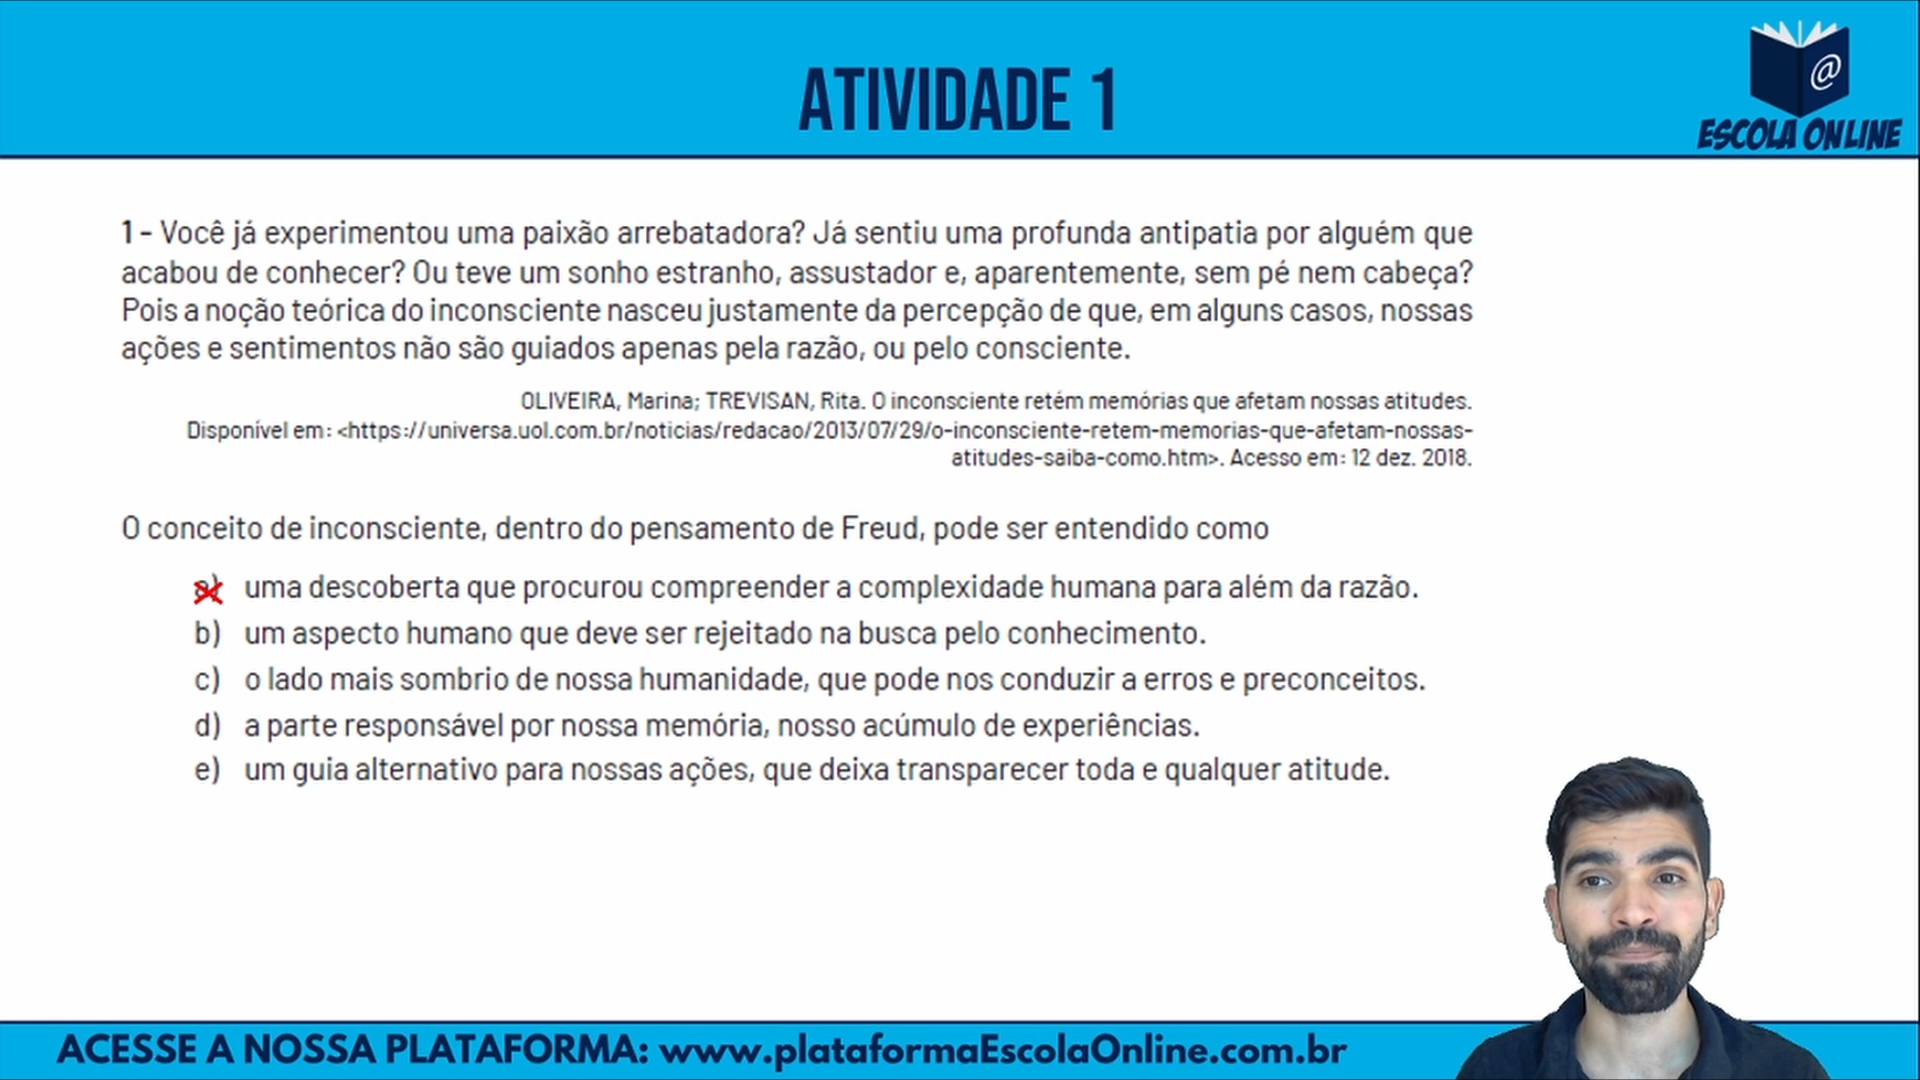 ATIVIDADE 1
@
ESCOLA ONLINE
1 - Você já experimentou uma paixão arrebatadora? Já sentiu uma profunda antipatia por alguém que
acabou de conhecer? Ou teve um sonho estranho, assustador e, aparentemente, sem pé nem cabeça?
Pois a noção teórica do inconsciente nasceu justamente da percepção de que, em alguns casos, nossas
ações e sentimentos não são guiados apenas pela razão, ou pelo consciente.
OLIVEIRA, Marina; TREVISAN, Rita. O inconsciente retém memórias que afetam nossas atitudes.
Disponível em: <https://universa.uol.com.br/noticias/redacao/2013/07/29/o-inconsciente-retem-memorias-que-afetam-nossas-
atitudes-saiba-como.htm>. Acesso em: 12 dez. 2018.
O conceito de inconsciente, dentro do pensamento de Freud, pode ser entendido como
a) uma descoberta que procurou compreender a complexidade humana para além da razão.
b) um aspecto humano que deve ser rejeitado na busca pelo conhecimento.
c) o lado mais sombrio de nossa humanidade, que pode nos conduzir a erros e preconceitos.
d) a parte responsável por nossa memória, nosso acúmulo de experiências.
e) um guia alternativo para nossas ações, que deixa transparecer toda e qualquer atitude.
ACESSE A NOSSA PLATAFORMA: www.plataformaEscolaOnline.com.br